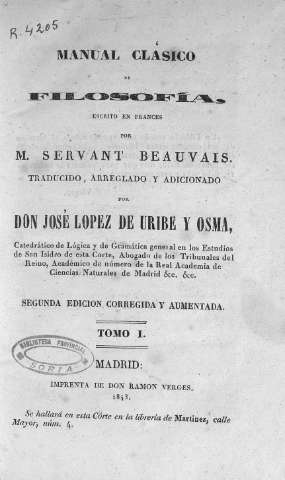 R. 4205
MANUAL CLÁSICO
DE
FILOSOFÍA,
ESCRITO EN FRANCES
POR
M. SERVANT BEAUVAIS.
TRADUCIDO, ARREGLADO Y ADICIONADO
POR
DON JOSÉ LOPEZ DE URIBE Y OSMA,
Catedrático de Lógica y de Gramática general en los Estudios
de San Isidro de esta Corte, Abogado de los Tribunales del
Reino, Académico de número de la Real Academia de
Ciencias Naturales de Madrid &c. &c.
SEGUNDA EDICION CORREGIDA Y AUMENTADA.
TOMO I.
BIBLIOTECA PROVINCIAL
SORIA
MADRID:
IMPRENTA DE DON RAMON VERGES.
Se hallará en esta Córte en la librería de Martinez, calle
Mayor, núm. 4.